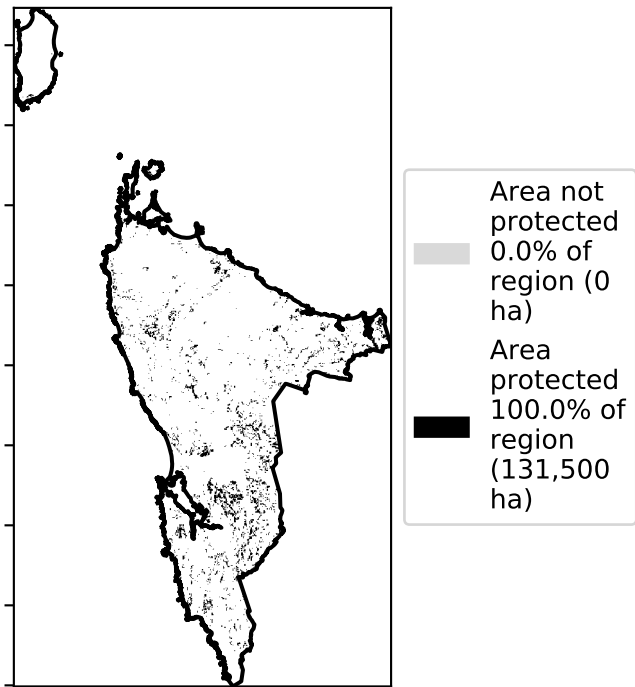 Area not
protected
0.0% of
region (0
ha)
Area
protected
100.0% of
region
(131,500
ha)